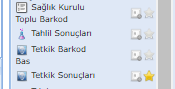 Sağlık Kurulu
Toplu Barkod
Tahlil Sonuçları
Tetkik Barkod
Bas
Tetkik Sonuçları